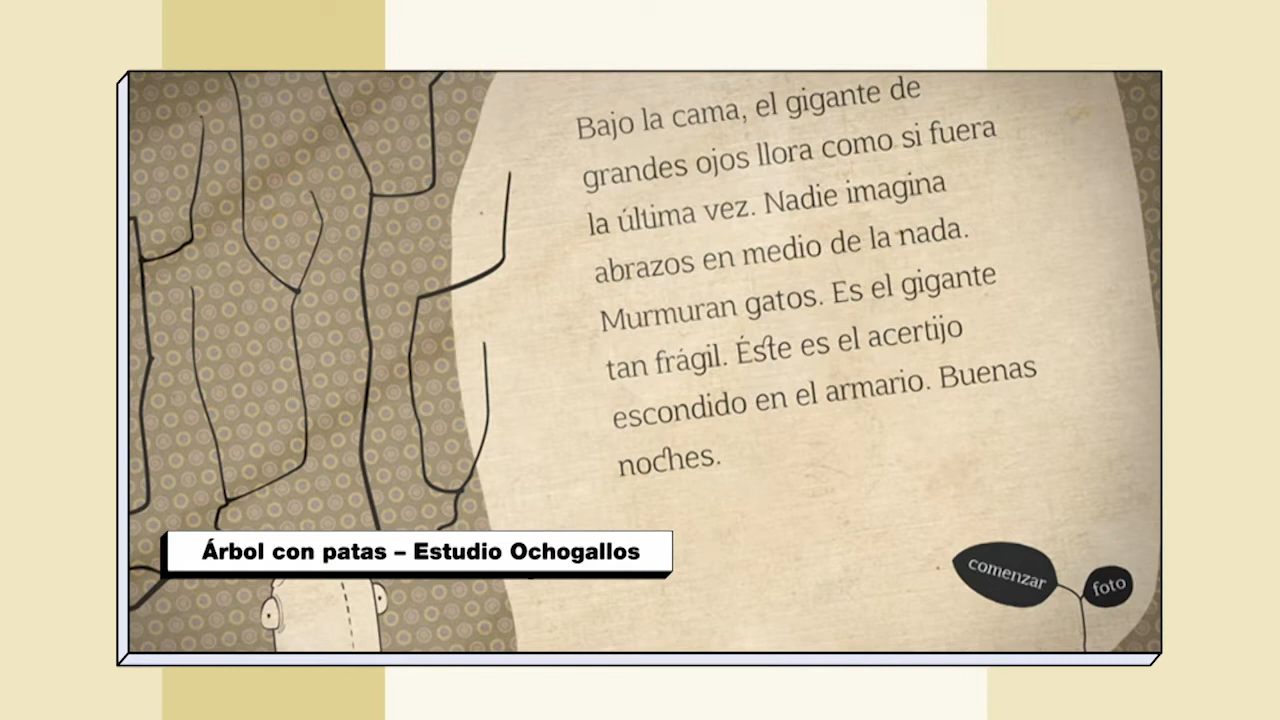 Bajo la cama, el gigante de
grandes ojos llora como si fuera
la última vez. Nadie imagina
abrazos en medio de la nada.
Murmuran gatos. Es el gigante
tan frágil. Éste es el acertijo
escondido en el armario. Buenas
noches.
Árbol con patas – Estudio Ochogallos
comenzar
foto